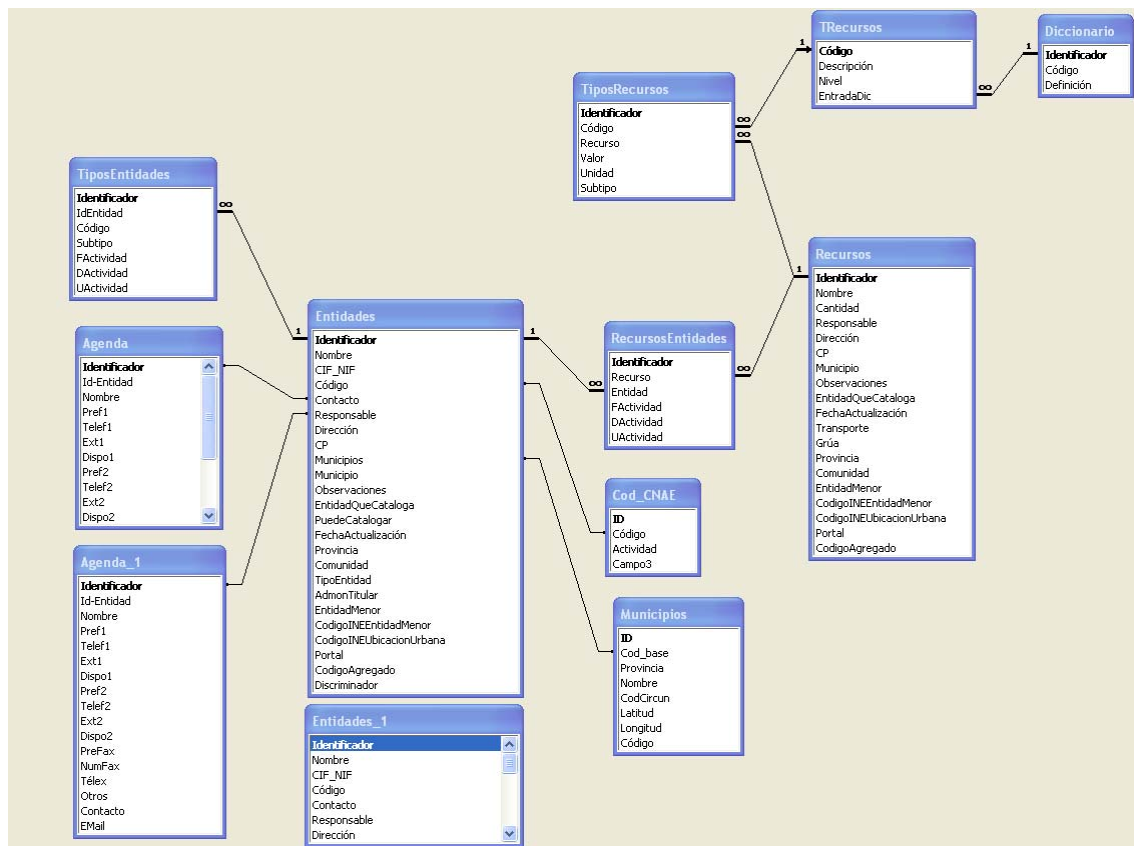 TRecursos
Código
Descripción
Nivel
EntradaDic
Diccionario
Identificador
Código
Definición
TiposRecursos
Identificador
Código
Recurso
Valor
Unidad
Subtipo
TiposEntidades
Identificador
IdEntidad
Código
Subtipo
FActividad
DActividad
UActividad
Agenda
Identificador
Id-Entidad
Nombre
Pref1
Telef1
Ext1
Dispo1
Pref2
Telef2
Ext2
Dispo2
Agenda_1
Identificador
Id-Entidad
Nombre
Pref1
Telef1
Ext1
Dispo1
Pref2
Telef2
Ext2
Dispo2
PreFax
NumFax
Télex
Otros
Contacto
EMail
Entidades
Identificador
Nombre
CIF_NIF
Código
Contacto
Responsable
Dirección
CP
Municipios
Municipio
Observaciones
EntidadQueCataloga
PuedeCatalogar
FechaActualización
Provincia
Comunidad
TipoEntidad
AdmonTitular
EntidadMenor
CodigoINEEntidadMenor
CodigoINEUbicacionUrbana
Portal
CodigoAgregado
Discriminador
Entidades_1
Identificador
Nombre
CIF_NIF
Código
Contacto
Responsable
Dirección
RecursosEntidades
Identificador
Recurso
Entidad
FActividad
DActividad
UActividad
Cod_CNAE
ID
Código
Actividad
Campo3
Municipios
ID
Cod_base
Provincia
Nombre
CodCircun
Latitud
Longitud
Código
Recursos
Identificador
Nombre
Cantidad
Responsable
Dirección
CP
Municipio
Observaciones
EntidadQueCataloga
FechaActualización
Transporte
Grúa
Provincia
Comunidad
EntidadMenor
CodigoINEEntidadMenor
CodigoINEUbicacionUrbana
Portal
CodigoAgregado
1
∞
1
∞
∞
1
∞
1
1
∞
∞